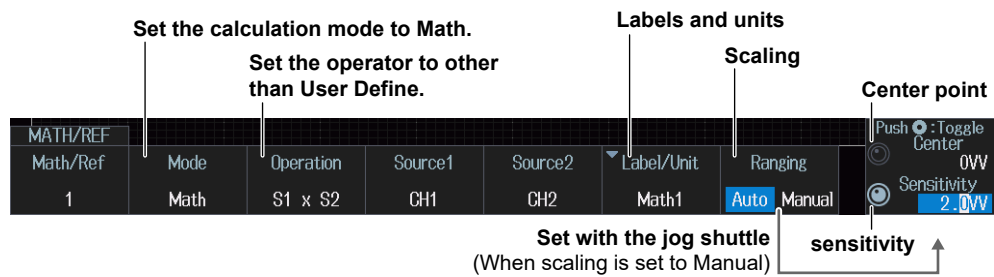 Labels and units
Set the calculation mode to Math.
Set the operator to other
than User Define.
Scaling
Center point
MATH/REF
Math/Ref Mode Operation Source1 Source2 Label/Unit Ranging
1 Math S1 x S2 CH1 CH2 Math1 Auto Manual
Push :Toggle
Center
0VV
Sensitivity
2.0VV
Set with the jog shuttle
(When scaling is set to Manual)
sensitivity